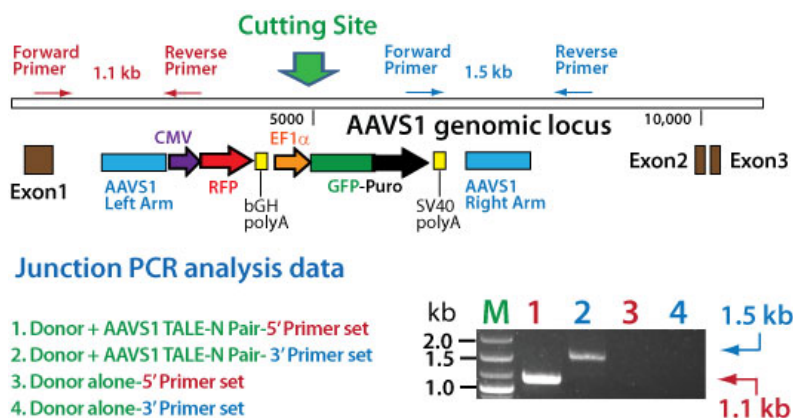 Cutting Site
Forward Primer
1.1 kb
Reverse Primer
Forward Primer
1.5 kb
Reverse Primer
5000
AAVS1 genomic locus
10,000
CMV
EF1α
Exon1
AAVS1 Left Arm
RFP
bGH polyA
GFP-Puro
SV40 polyA
AAVS1 Right Arm
Exon2
Exon3
Junction PCR analysis data
1. Donor + AAVS1 TALE-N Pair-5' Primer set
2. Donor + AAVS1 TALE-N Pair- 3' Primer set
3. Donor alone-5' Primer set
4. Donor alone-3' Primer set
kb
M 1 2 3 4
2.0
1.5
1.0
1.5 kb
1.1 kb